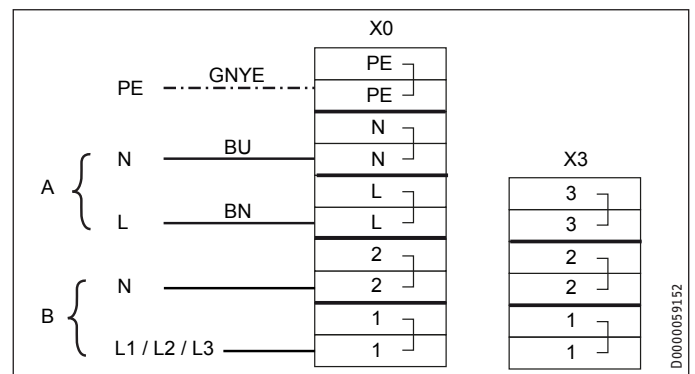 X0
PE
PE GNYE PE
N
A N BU N
L
L BN L
2
B N 2
1
L1 / L2 / L3 1
X3
3
3
2
2
1
1
D0000059152